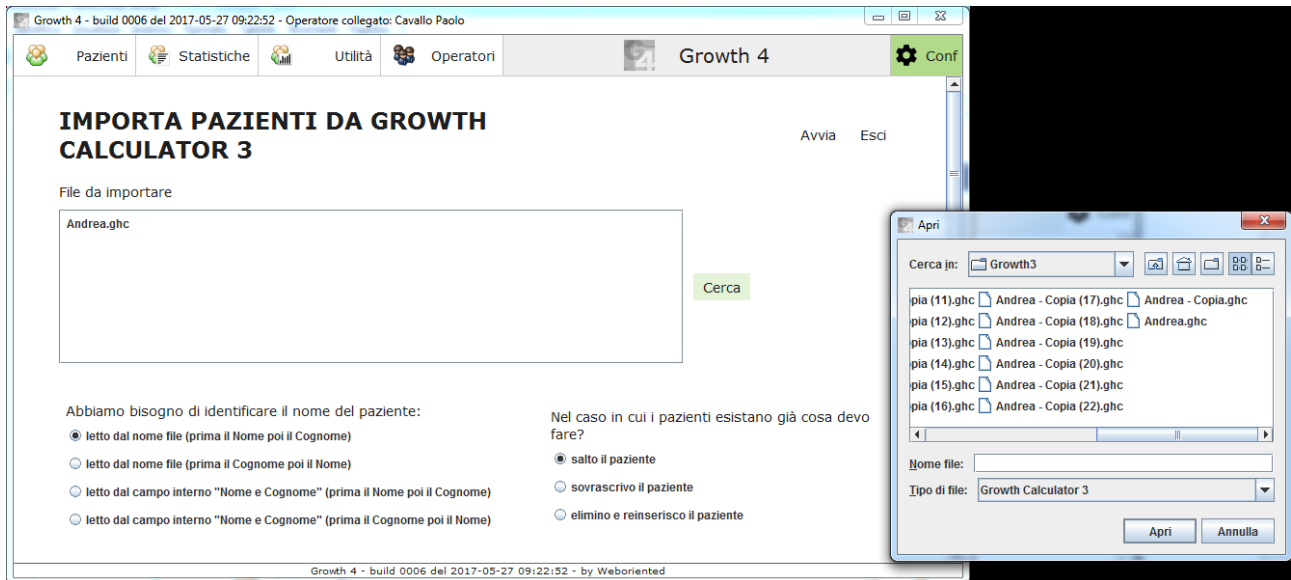 Growth 4 - build 0006 del 2017-05-27 09:22:52 - Operatore collegato: Cavallo Paolo
Pazienti Statistiche Utilità Operatori Growth 4 Conf
IMPORTA PAZIENTI DA GROWTH
CALCULATOR 3
Avvia Esci
File da importare
Andrea.ghc
Cerca
Abbiamo bisogno di identificare il nome del paziente:
letto dal nome file (prima il Nome poi il Cognome)
letto dal nome file (prima il Cognome poi il Nome)
letto dal campo interno "Nome e Cognome" (prima il Nome poi il Cognome)
letto dal campo interno "Nome e Cognome" (prima il Cognome poi il Nome)
Nel caso in cui i pazienti esistano già cosa devo
fare?
salto il paziente
sovrascrivo il paziente
elimino e reinserisco il paziente
Growth 4 - build 0006 del 2017-05-27 09:22:52 - by Weboriented
Apri
Cerca in: Growth3
pia (11).ghc Andrea - Copia (17).ghc Andrea - Copia.ghc
pia (12).ghc Andrea - Copia (18).ghc Andrea.ghc
pia (13).ghc Andrea - Copia (19).ghc
pia (14).ghc Andrea - Copia (20).ghc
pia (15).ghc Andrea - Copia (21).ghc
pia (16).ghc Andrea - Copia (22).ghc
Nome file:
Tipo di file: Growth Calculator 3
Apri Annulla